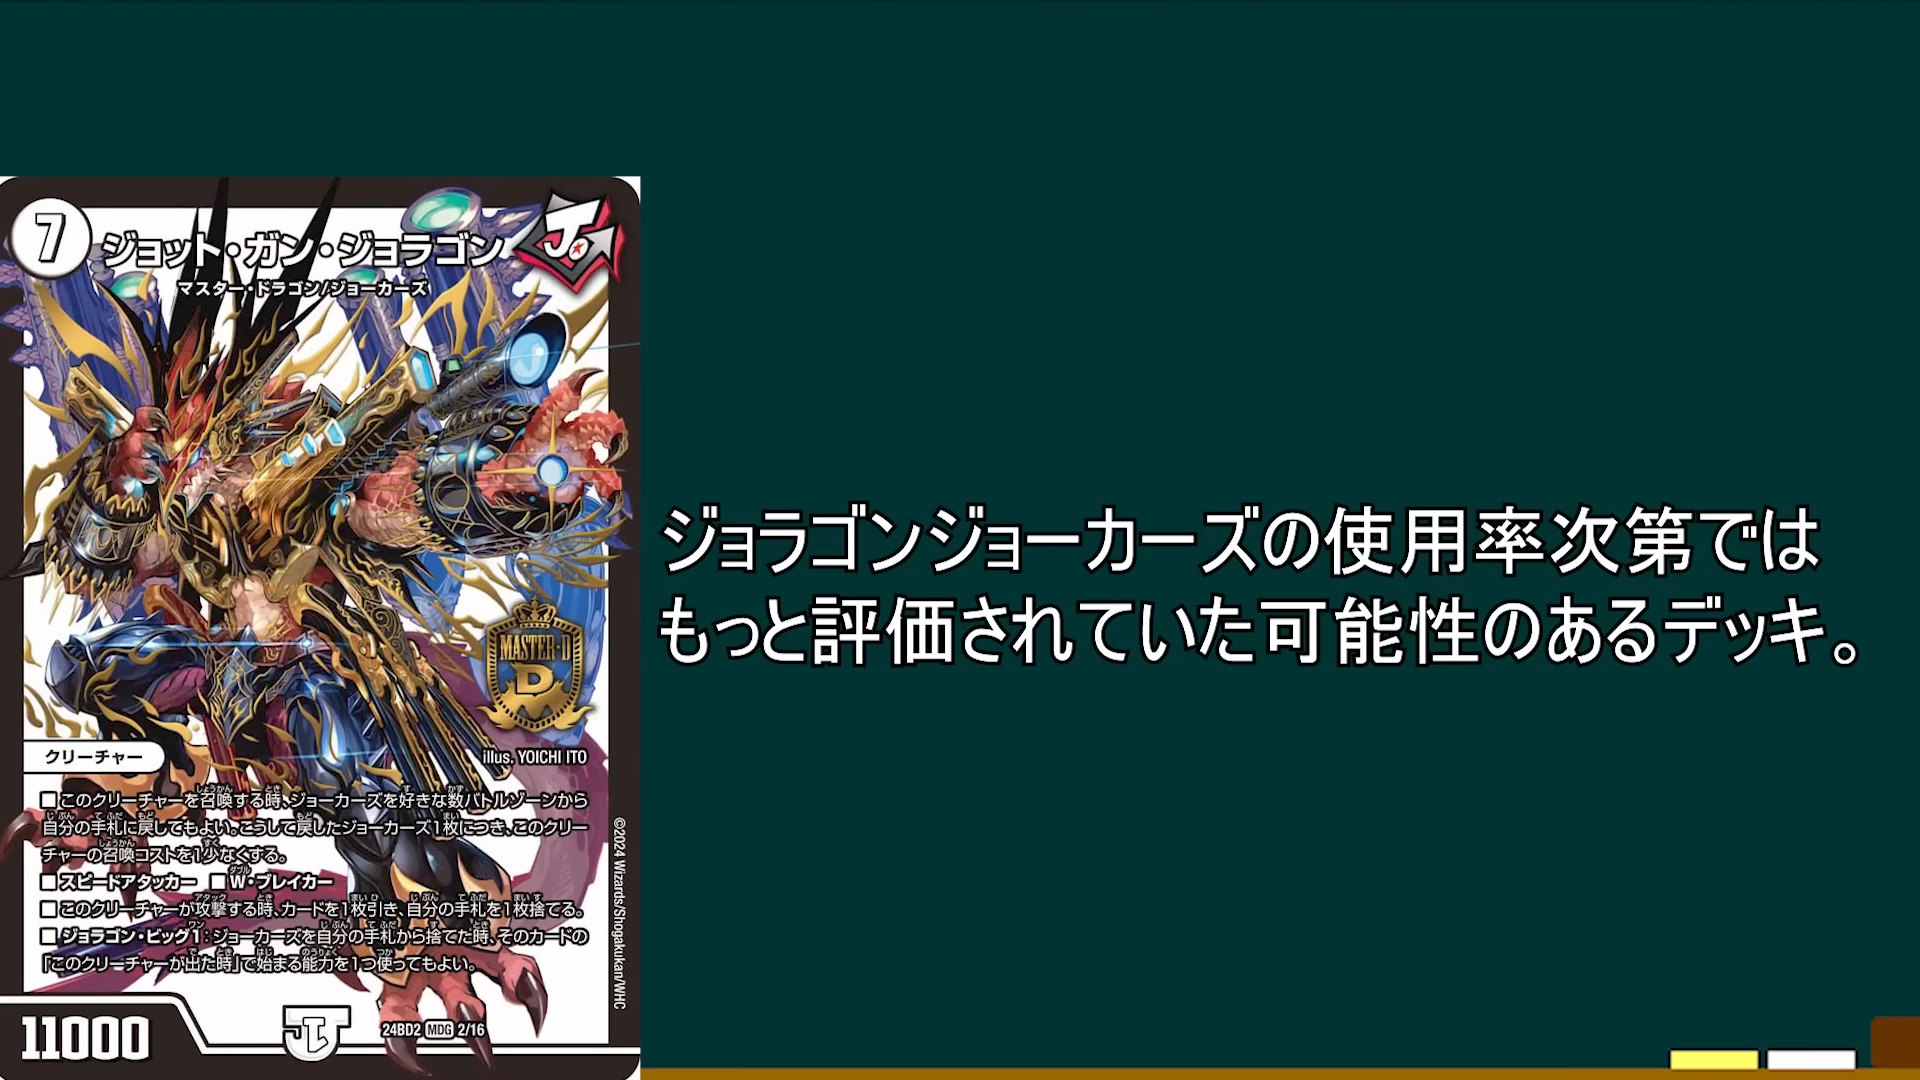 7
ジョット・ガン・ジョラゴン
J
マスター・ドラゴン/ジョーカーズ
ジョラゴンジョーカーズの使用率次第では
もっと評価されていた可能性のあるデッキ。
MASTER-D
DM
クリーチャー
illus. YOICHI ITO
■このクリーチャーを召喚する時、ジョーカーズを好きな数バトルゾーンから
自分の手札に戻してもよい。こうして戻したジョーカーズ1枚につき、このクリー
チャーの召喚コストを1少なくする。
■スピードアタッカー ■W・ブレイカー
■このクリーチャーが攻撃する時、カードを1枚引き、自分の手札を1枚捨てる。
■ジョラゴン・ビッグ1:ジョーカーズを自分の手札から捨てた時、そのカードの
「このクリーチャーが出た時」で始まる能力を1つ使ってもよい。
©2024 Wizards/Shogakukan/WHC
11000
24BD2 MDG 2/16